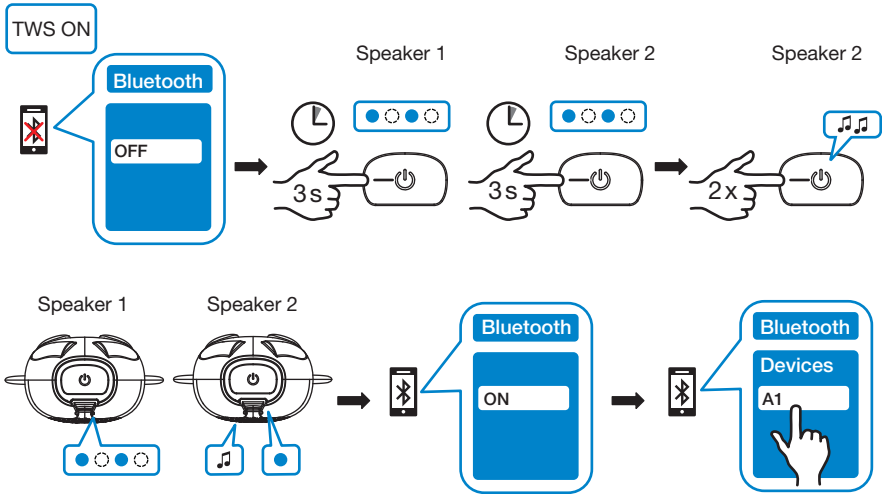 TWS ON
Bluetooth
OFF
Speaker 1
3s
Speaker 2
3s
Speaker 2
2x
Speaker 1
Speaker 2
Bluetooth
ON
Bluetooth
Devices
A1